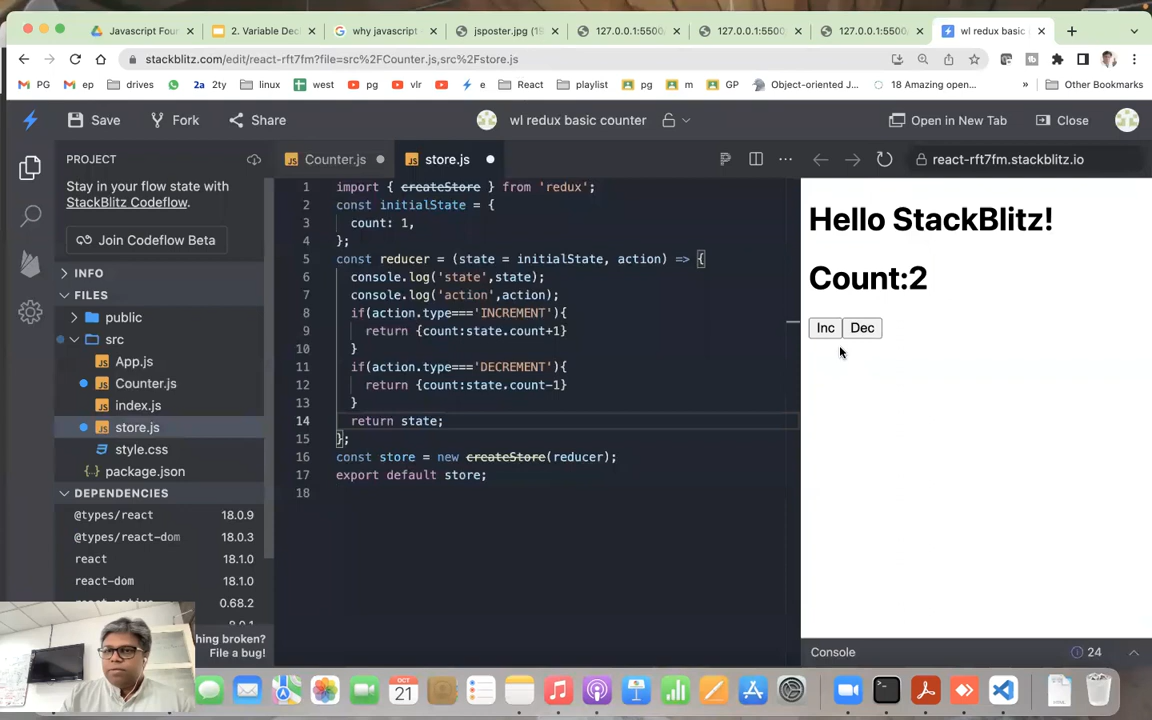 Javascript Foun
2. Variable Dec
why javascript -
jsposter.jpg (15
127.0.0.1:5500/
127.0.0.1:5500/
127.0.0.1:5500/
wl redux basic
stackblitz.com/edit/react-rft7fm?file=src%2FCounter.js,src%2Fstore.js
PG
ep
drives
2a 2ty
linux
west
pg
vlr
e
React
playlist
pg
m
GP
Object-oriented J...
18 Amazing open...
»
Other Bookmarks
Save
Fork
Share
wl redux basic counter
Open in New Tab
Close
PROJECT
Stay in your flow state with
StackBlitz Codeflow.
Join Codeflow Beta
INFO
FILES
public
src
App.js
Counter.js
index.js
store.js
style.css
package.json
DEPENDENCIES
@types/react 18.0.9
@types/react-dom 18.0.3
react 18.1.0
react-dom 18.1.0
0.68.2
hing broken?
File a bug!
Counter.js
store.js
1 import { createStore } from 'redux';
2 const initialState = {
3 count: 1,
4 };
5 const reducer = (state = initialState, action) => {
6 console.log('state',state);
7 console.log('action',action);
8 if(action.type==='INCREMENT'){
9 return {count:state.count+1}
10 }
11 if(action.type==='DECREMENT'){
12 return {count:state.count-1}
13 }
14 return state;
15 };
16 const store = new createStore(reducer);
17 export default store;
18
react-rft7fm.stackblitz.io
Hello StackBlitz!
Count:2
Inc Dec
Console
24
OCT
21